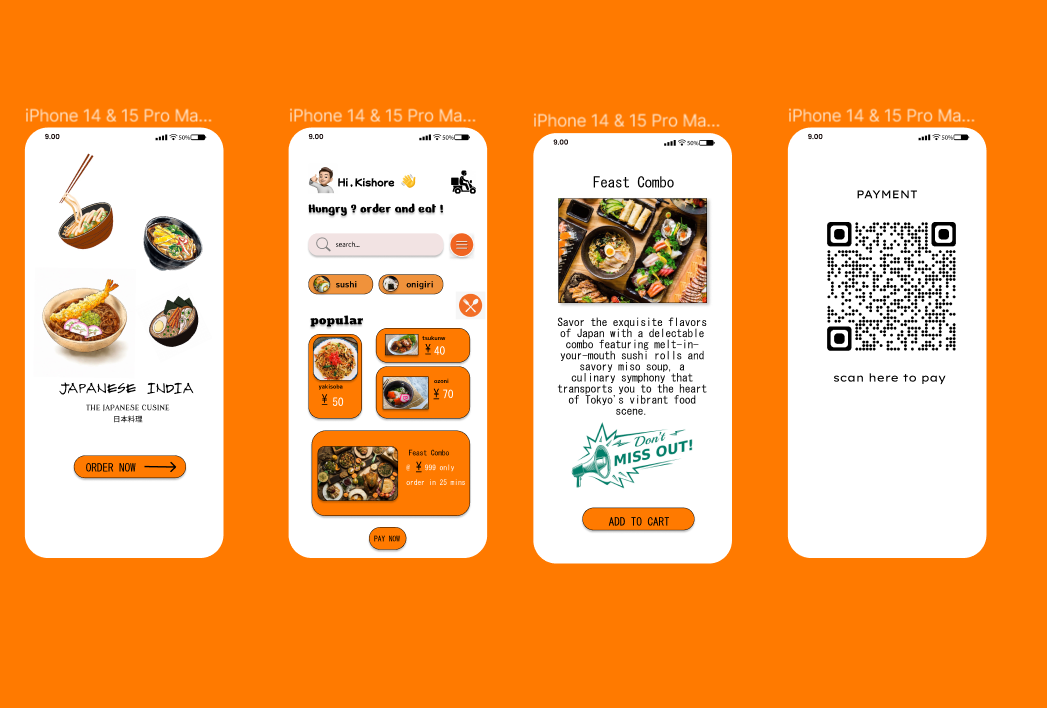 iPhone 14 & 15 Pro Ma...
9.00
50%
JAPANESE INDIA
THE JAPANESE CUSINE
日本料理
ORDER NOW
iPhone 14 & 15 Pro Ma...
9.00
50%
Hi,Kishore
Hungry ? order and eat !
search...
sushi
onigiri
popular
yakisoba
¥ 50
tsukune
¥ 40
ozoni
¥ 70
Feast Combo
@ ¥ 999 only
order in 25 mins
PAY NOW
iPhone 14 & 15 Pro Ma...
9.00
50%
Feast Combo
Savor the exquisite flavors
of Japan with a delectable
combo featuring melt-in-
your-mouth sushi rolls and
savory miso soup, a
culinary symphony that
transports you to the heart
of Tokyo's vibrant food
scene.
Don't
MISS OUT!
ADD TO CART
iPhone 14 & 15 Pro Ma...
9.00
50%
PAYMENT
scan here to pay